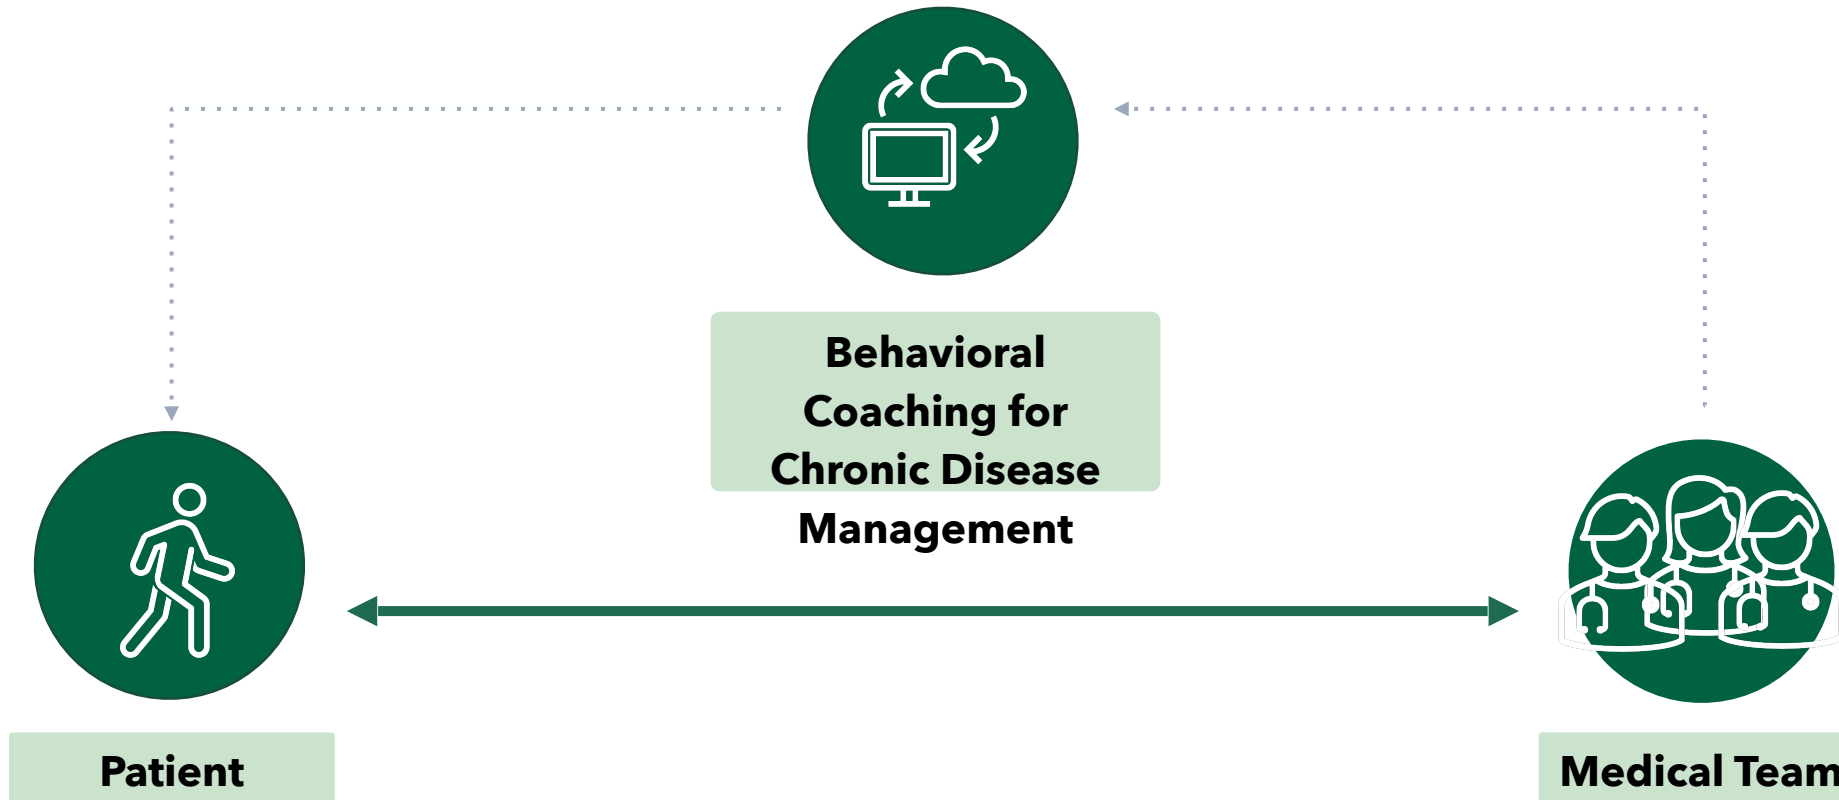 Behavioral
Coaching for
Chronic Disease
Management
Patient
Medical Team